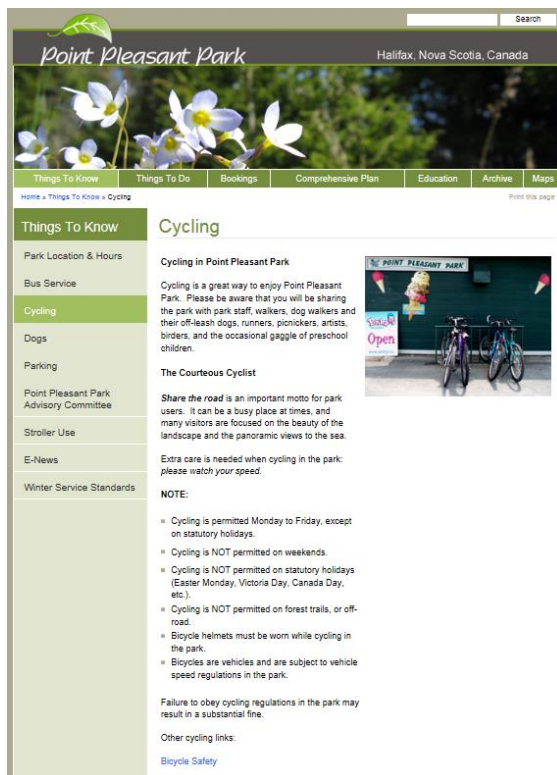 Search
Point Pleasant Park
Halifax, Nova Scotia, Canada
Things To Know
Things To Do
Bookings
Comprehensive Plan
Education
Archive
Maps
Home » Things To Know » Cycling
Print this page
Things To Know
Park Location & Hours
Bus Service
Cycling
Dogs
Parking
Point Pleasant Park
Advisory Committee
Stroller Use
E-News
Winter Service Standards
Cycling
Cycling in Point Pleasant Park
Cycling is a great way to enjoy Point Pleasant
Park. Please be aware that you will be sharing
the park with park staff, walkers, dog walkers and
their off-leash dogs, runners, picnickers, artists,
birders, and the occasional gaggle of preschool
children.
The Courteous Cyclist
Share the road is an important motto for park
users. It can be a busy place at times, and
many visitors are focused on the beauty of the
landscape and the panoramic views to the sea.
Extra care is needed when cycling in the park:
please watch your speed.
NOTE:
Cycling is permitted Monday to Friday, except
on statutory holidays.
Cycling is NOT permitted on weekends.
Cycling is NOT permitted on statutory holidays
(Easter Monday, Victoria Day, Canada Day,
etc.).
Cycling is NOT permitted on forest trails, or off-
road.
Bicycle helmets must be worn while cycling in
the park.
Bicycles are vehicles and are subject to vehicle
speed regulations in the park.
Failure to obey cycling regulations in the park may
result in a substantial fine.
Other cycling links:
Bicycle Safety
POINT PLEASANT PARK
Open